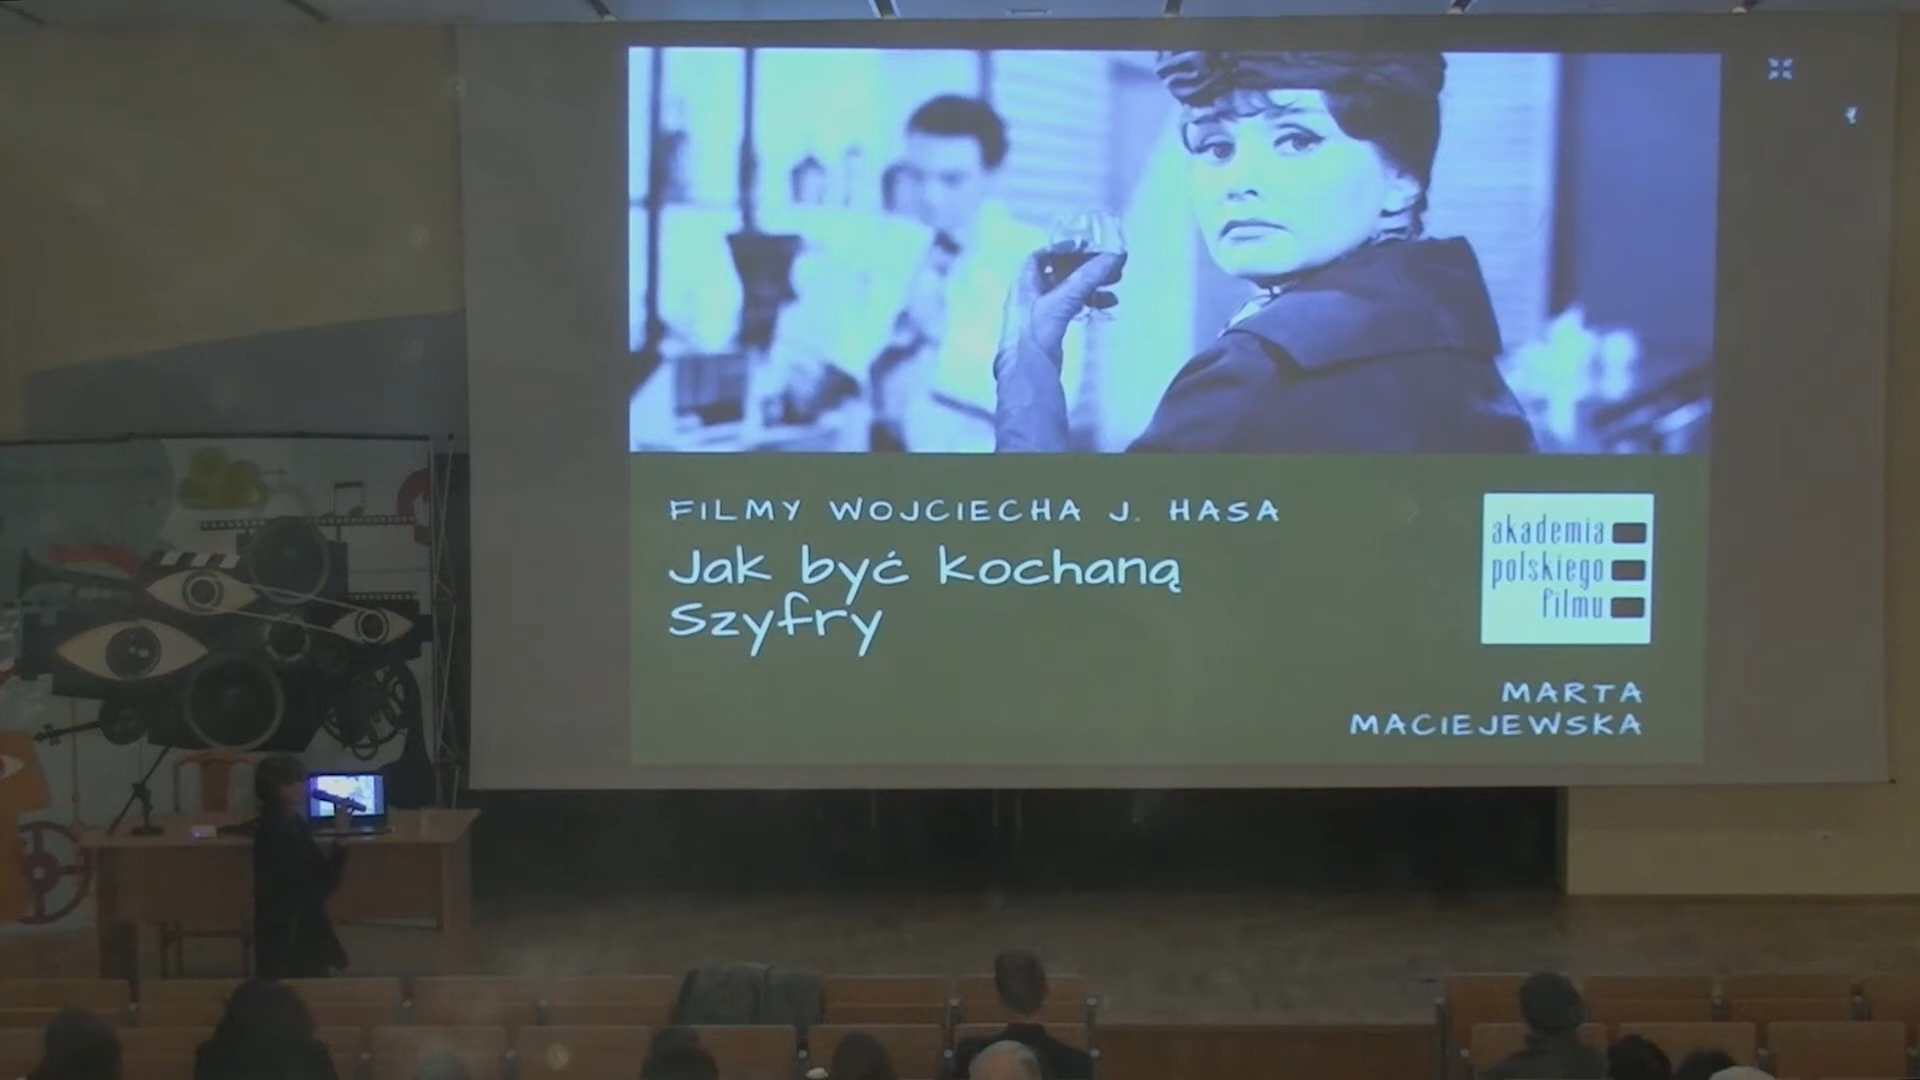 FILMY WOJCIECHA J. HASA
Jak być kochaną
Szyfry
akademia
polskiego
filmu
MARTA
MACIEJEWSKA